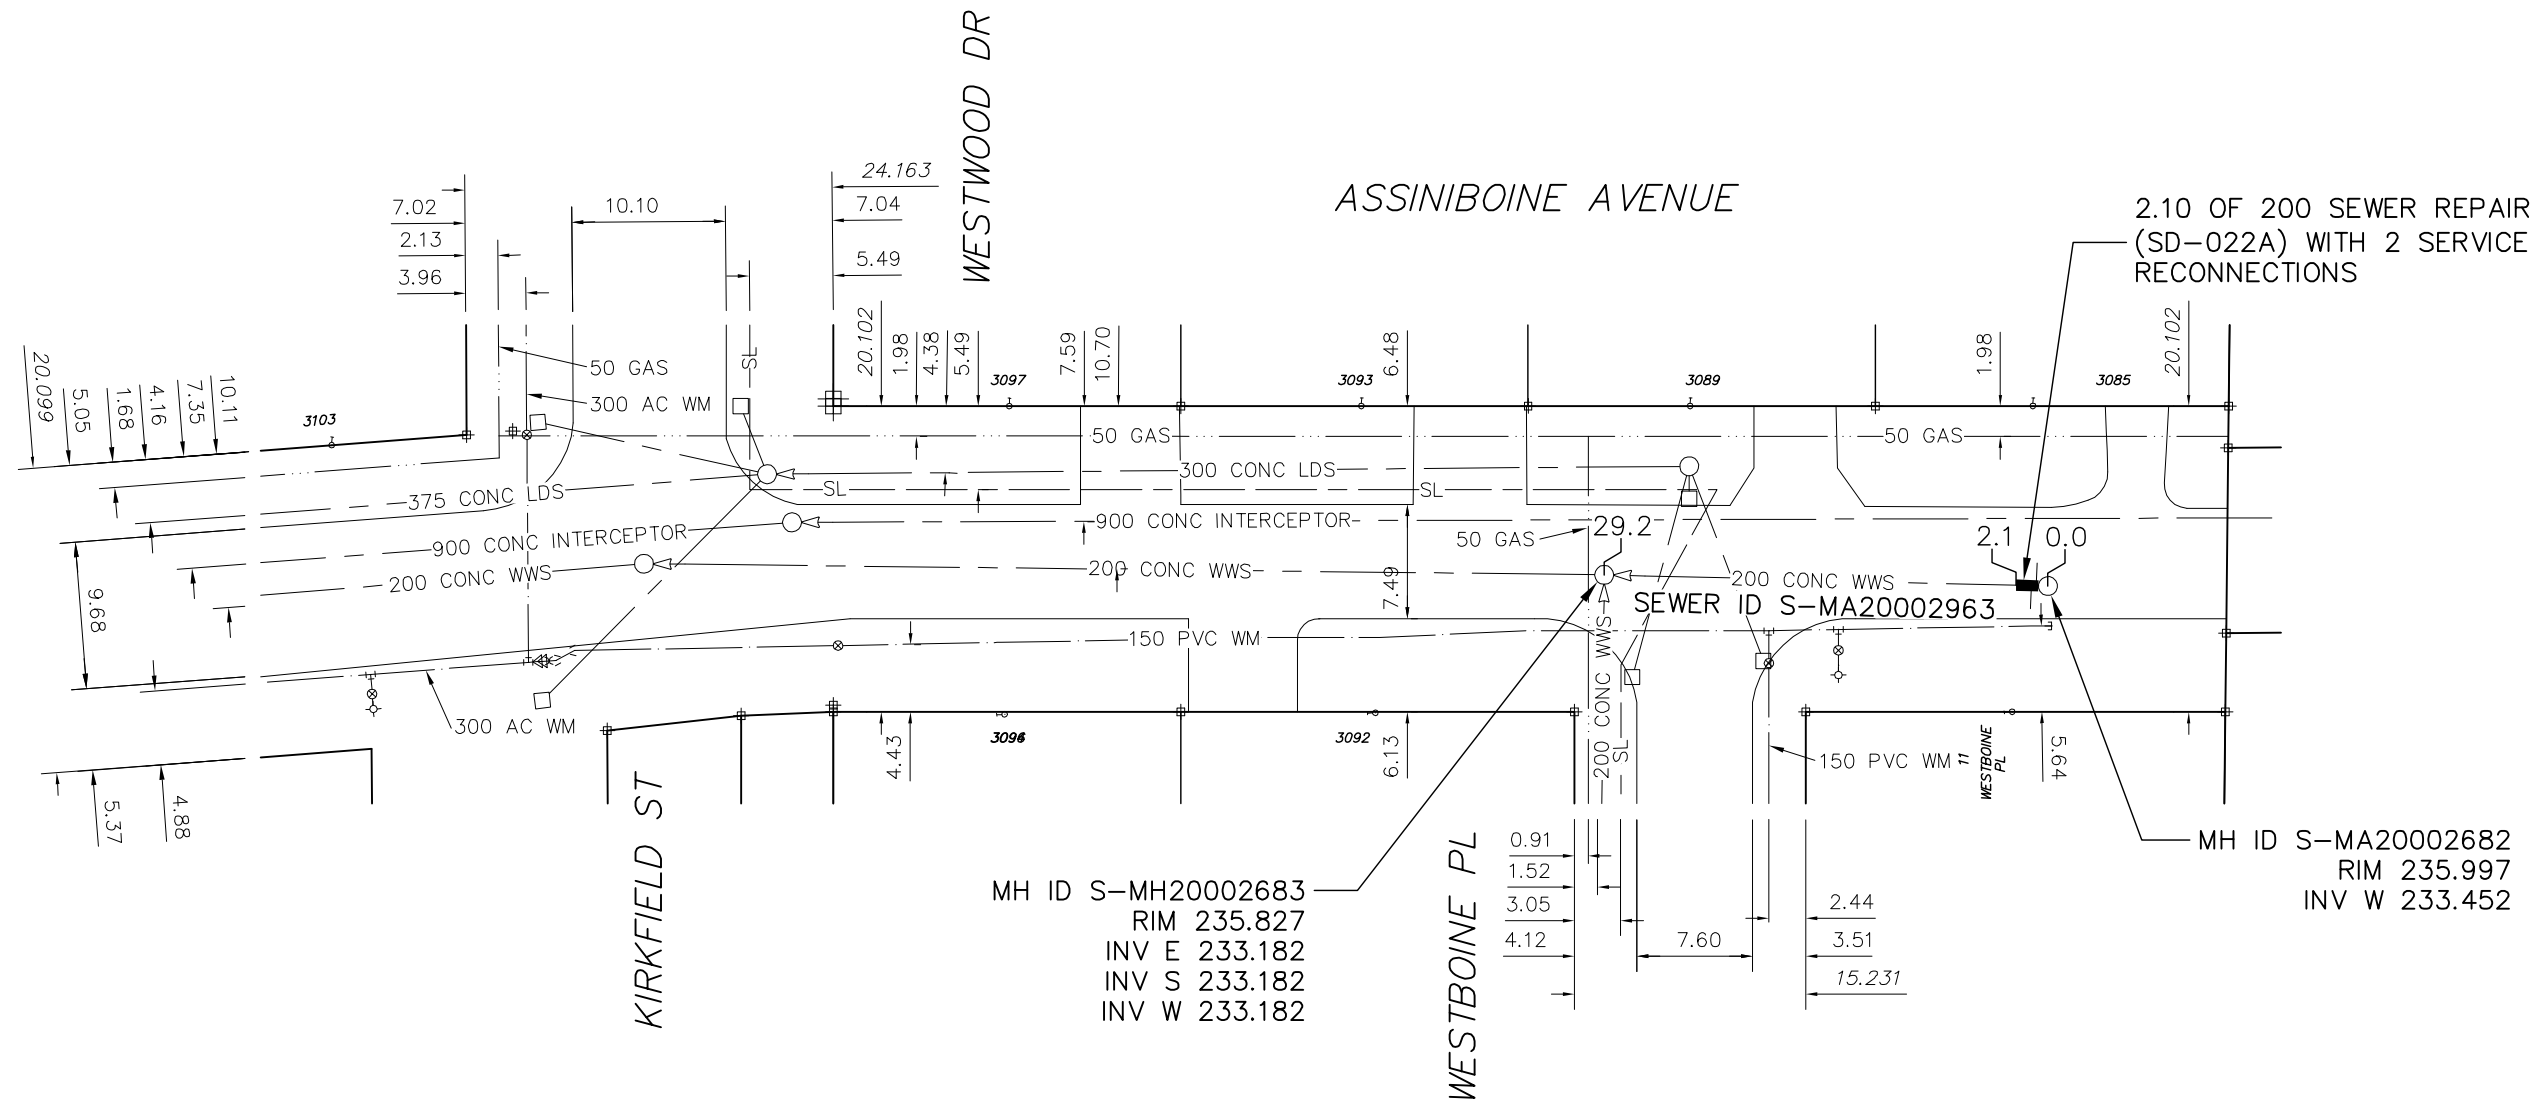 WESTWOOD DR
ASSINIBOINE AVENUE
2.10 OF 200 SEWER REPAIR
(SD-022A) WITH 2 SERVICE
RECONNECTIONS
24.163
7.02
10.10
7.04
2.13
5.49
3.96
20.102
1.98
4.38
5.49
7.59
10.70
6.48
1.98
20.102
20.099
5.05
1.68
4.16
7.35
10.11
50 GAS
300 AC WM
SL
3103
3097
3093
3089
3085
50 GAS
50 GAS
300 CONC LDS
375 CONC LDS
SL
SL
900 CONC INTERCEPTOR
900 CONC INTERCEPTOR
50 GAS
29.2
2.1
0.0
200 CONC WWS
200 CONC WWS
200 CONC WWS
SEWER ID S-MA20002963
9.68
7.49
150 PVC WM
200 CONC WWS
SL
300 AC WM
3092
4.43
6.13
150 PVC WM
11
WESTBOINE
PL
5.64
5.37
4.88
KIRKFIELD ST
WESTBOINE PL
MH ID S-MH20002683
RIM 235.827
INV E 233.182
INV S 233.182
INV W 233.182
0.91
1.52
3.05
4.12
7.60
2.44
3.51
15.231
MH ID S-MA20002682
RIM 235.997
INV W 233.452